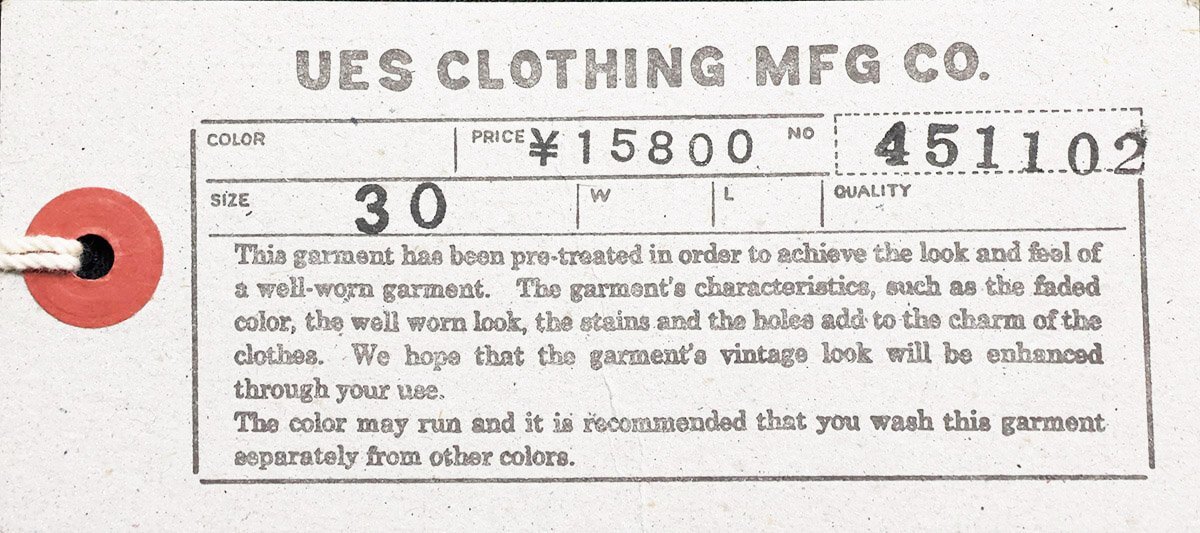 UES CLOTHING MFG CO.
COLOR PRICE ¥15800 NO 451102
SIZE 30 W L QUALITY
This garment has been pre-treated in order to achieve the look and feel of
a well-worn garment. The garment's characteristics, such as the faded
color, the well worn look, the stains and the holes add to the charm of the
clothes. We hope that the garment's vintage look will be enhanced
through your use.
The color may run and it is recommended that you wash this garment
separately from other colors.